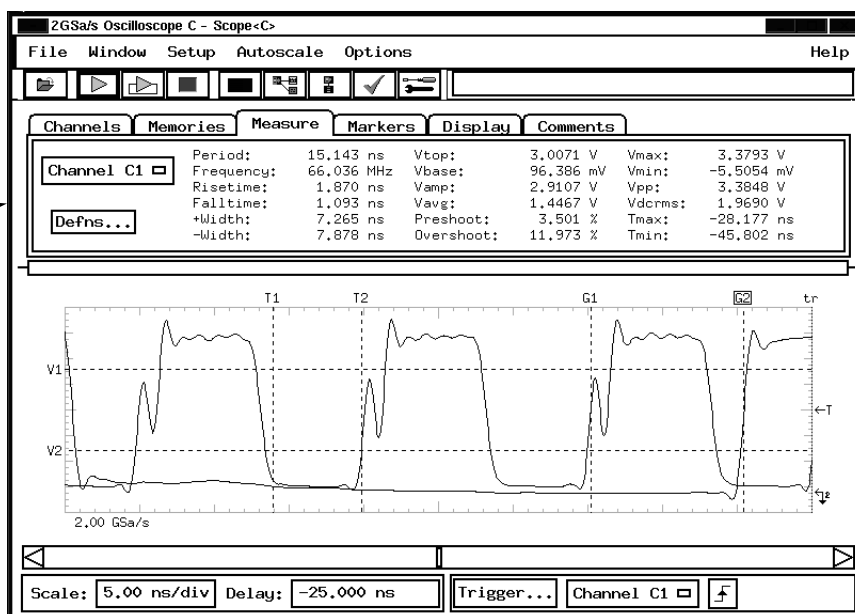 2GSa/s Oscilloscope C - Scope<C>
File Window Setup Autoscale Options Help
Channels Memories Measure Markers Display Comments
Channel C1
Defns...
Period: 15.143 ns Vtop: 3.0071 V Vmax: 3.3793 V
Frequency: 66.036 MHz Vbase: 96.386 mV Vmin: -5.5054 mV
Risetime: 1.870 ns Vamp: 2.9107 V Vpp: 3.3848 V
Falltime: 1.093 ns Vavg: 1.4467 V Vdcrms: 1.9690 V
+Width: 7.265 ns Preshoot: 3.501 % Tmax: -28.177 ns
-Width: 7.878 ns Overshoot: 11.973 % Tmin: -45.802 ns
T1 T2 G1 G2 tr
V1
←T
V2
2
2.00 GSa/s
Scale: 5.00 ns/div Delay: -25.000 ns Trigger... Channel C1